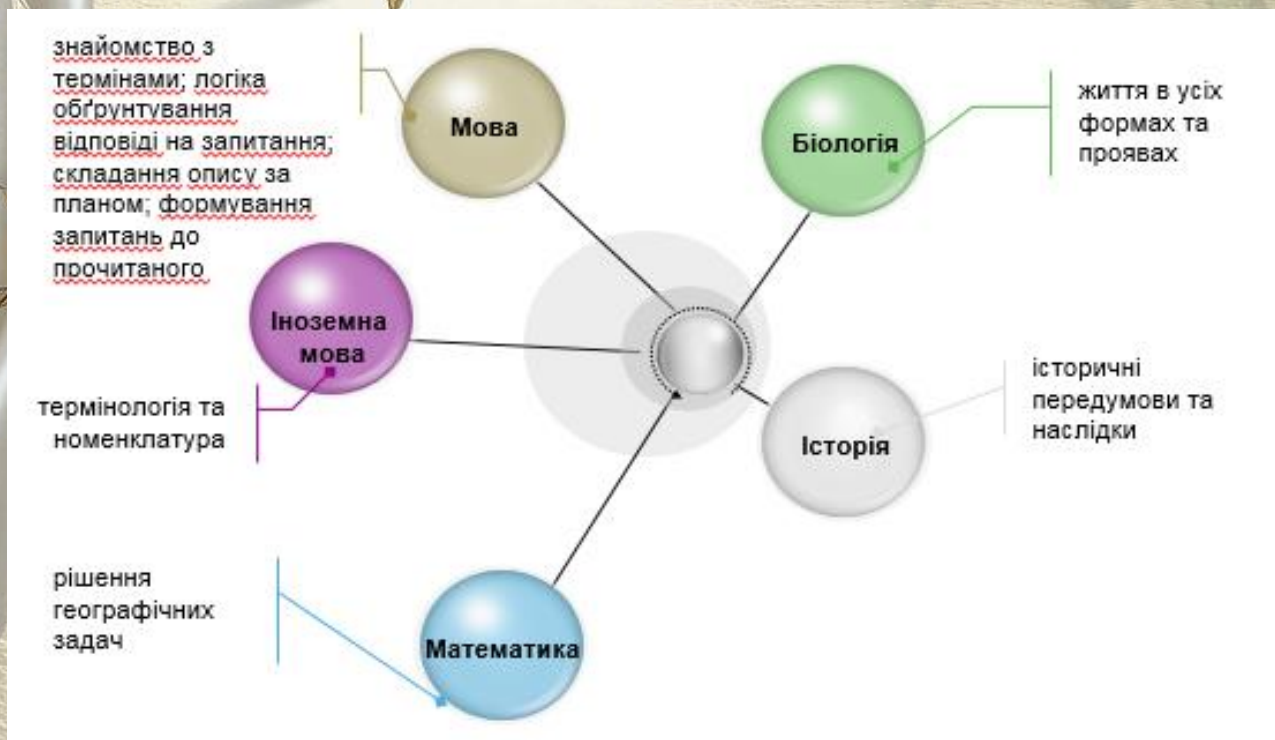 знайомство з
термінами; логіка
обґрунтування
відповіді на запитання;
складання опису за
планом; формування
запитань до
прочитаного
Мова
Біологія
життя в усіх
формах та
проявах
Іноземна
мова
термінологія та
номенклатура
Історія
історичні
передумови та
наслідки
рішення
географічних
задач
Математика